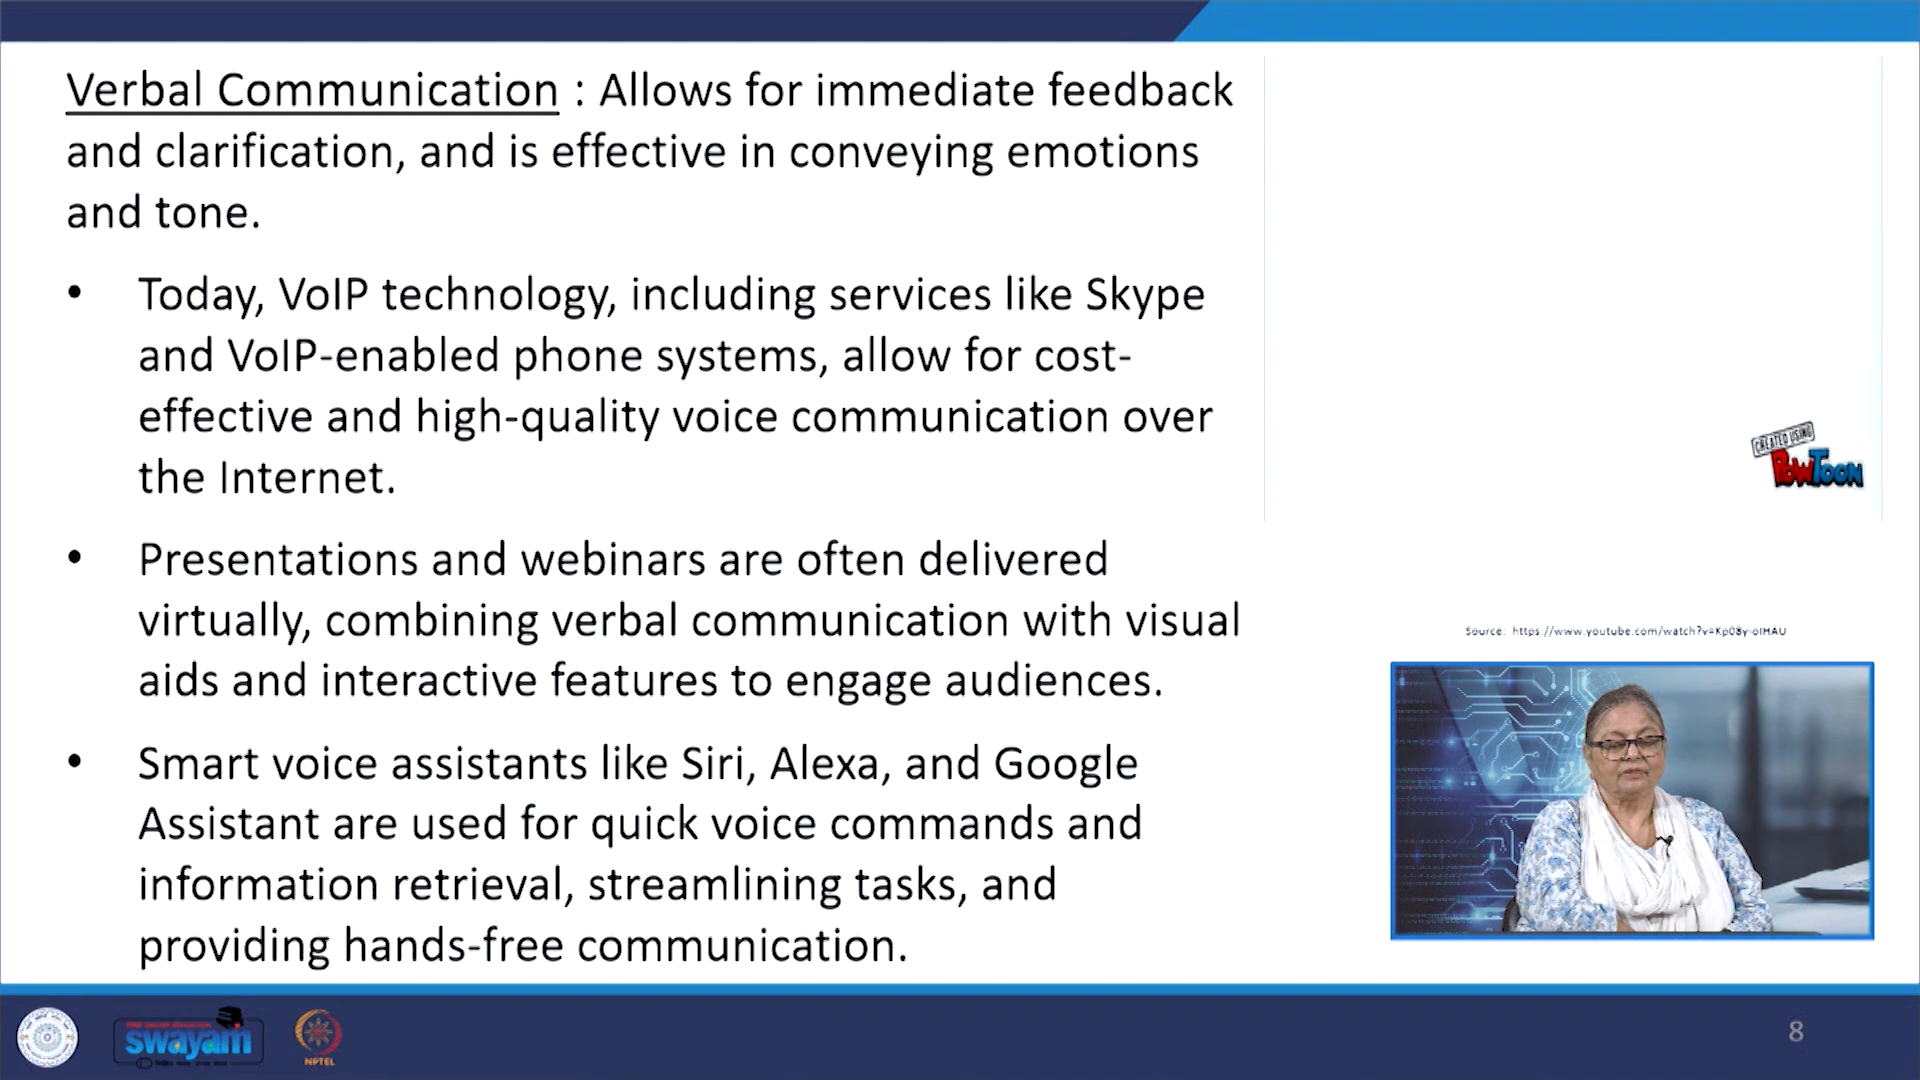 Verbal Communication : Allows for immediate feedback
and clarification, and is effective in conveying emotions
and tone.
• Today, VoIP technology, including services like Skype
and VoIP-enabled phone systems, allow for cost-
effective and high-quality voice communication over
the Internet.
• Presentations and webinars are often delivered
virtually, combining verbal communication with visual
aids and interactive features to engage audiences.
• Smart voice assistants like Siri, Alexa, and Google
Assistant are used for quick voice commands and
information retrieval, streamlining tasks, and
providing hands-free communication.
CREATED USING
PowToon
Source: https://www.youtube.com/watch?v=Kp08y-oIMAU
swayam
NPTEL
8